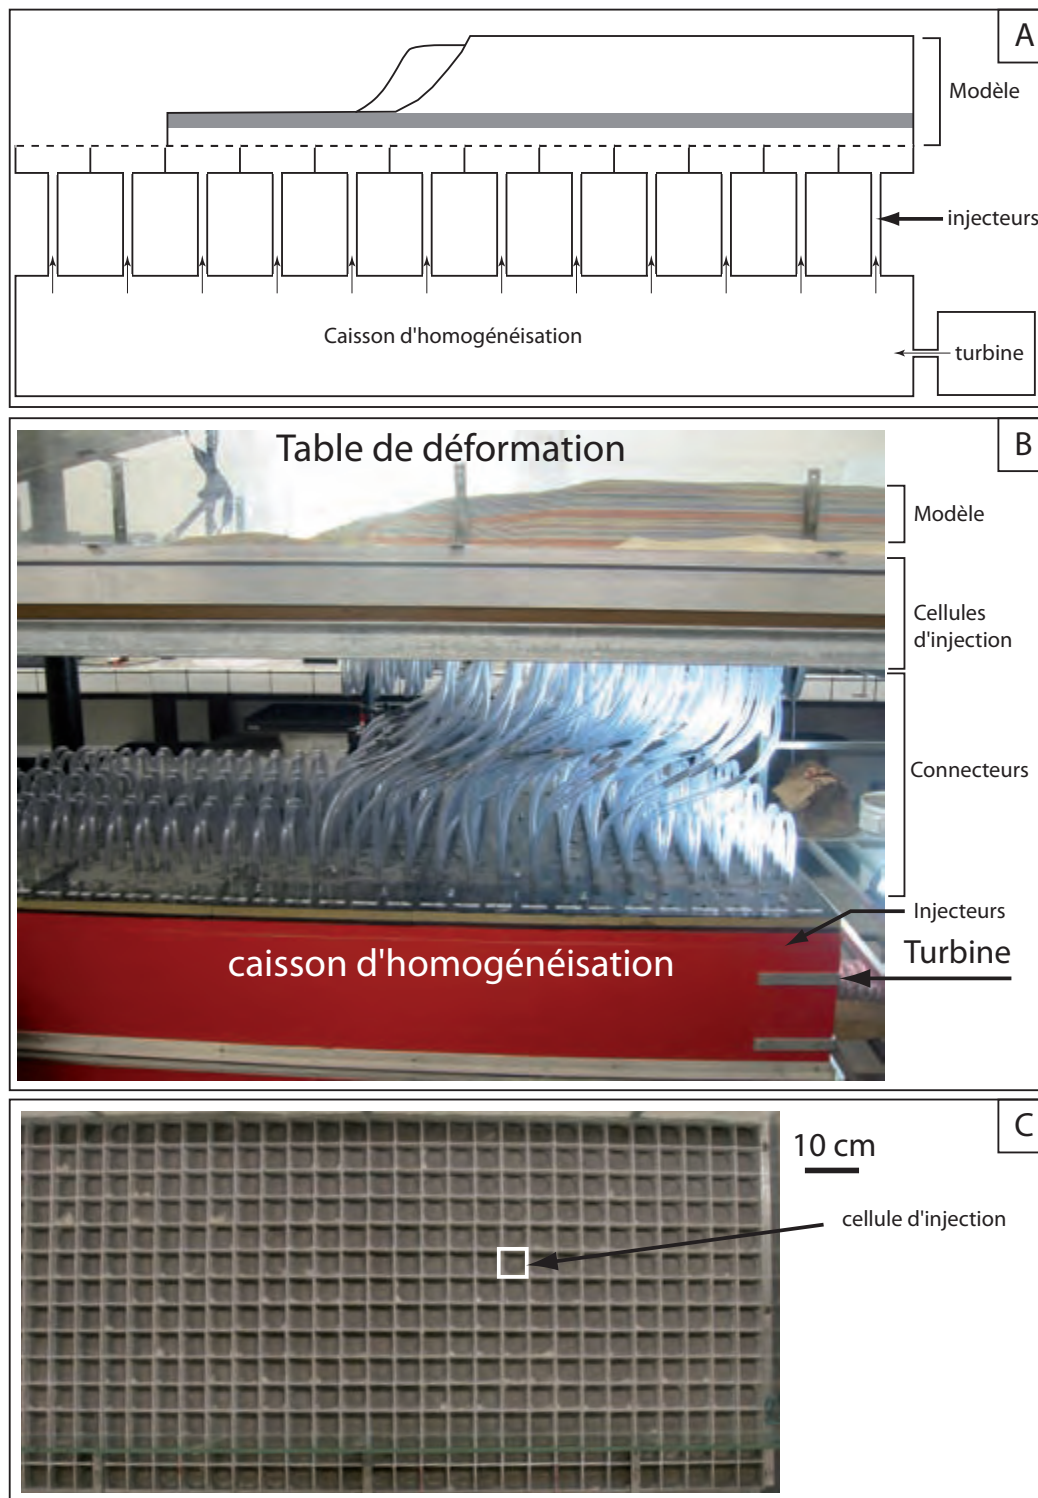 A
Modèle
injecteurs
Caisson d'homogénéisation
turbine
B
Table de déformation
Modèle
Cellules
d'injection
Connecteurs
Injecteurs
Turbine
caisson d'homogénéisation
C
10 cm
cellule d'injection